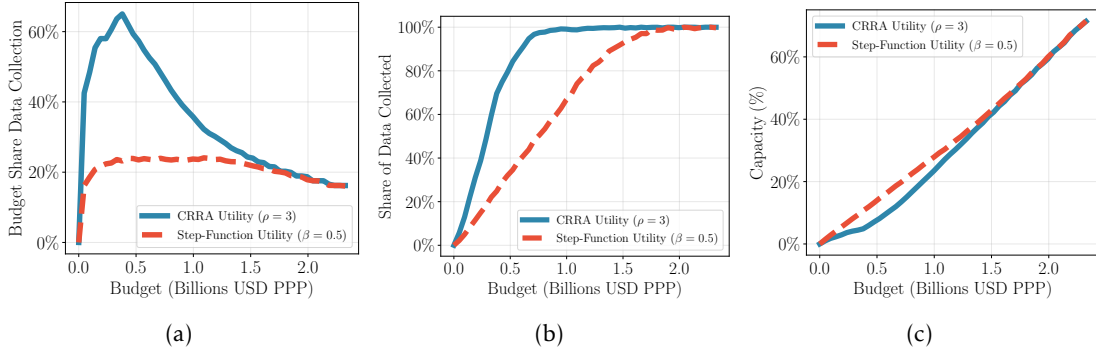 Budget Share Data Collection
60%
40%
20%
0%
CRRA Utility (ρ = 3)
Step-Function Utility (β = 0.5)
0.0 0.5 1.0 1.5 2.0
Budget (Billions USD PPP)
(a)
Share of Data Collected
100%
80%
60%
40%
20%
0%
CRRA Utility (ρ = 3)
Step-Function Utility (β = 0.5)
0.0 0.5 1.0 1.5 2.0
Budget (Billions USD PPP)
(b)
Capacity (%)
60%
40%
20%
0%
CRRA Utility (ρ = 3)
Step-Function Utility (β = 0.5)
0.0 0.5 1.0 1.5 2.0
Budget (Billions USD PPP)
(c)